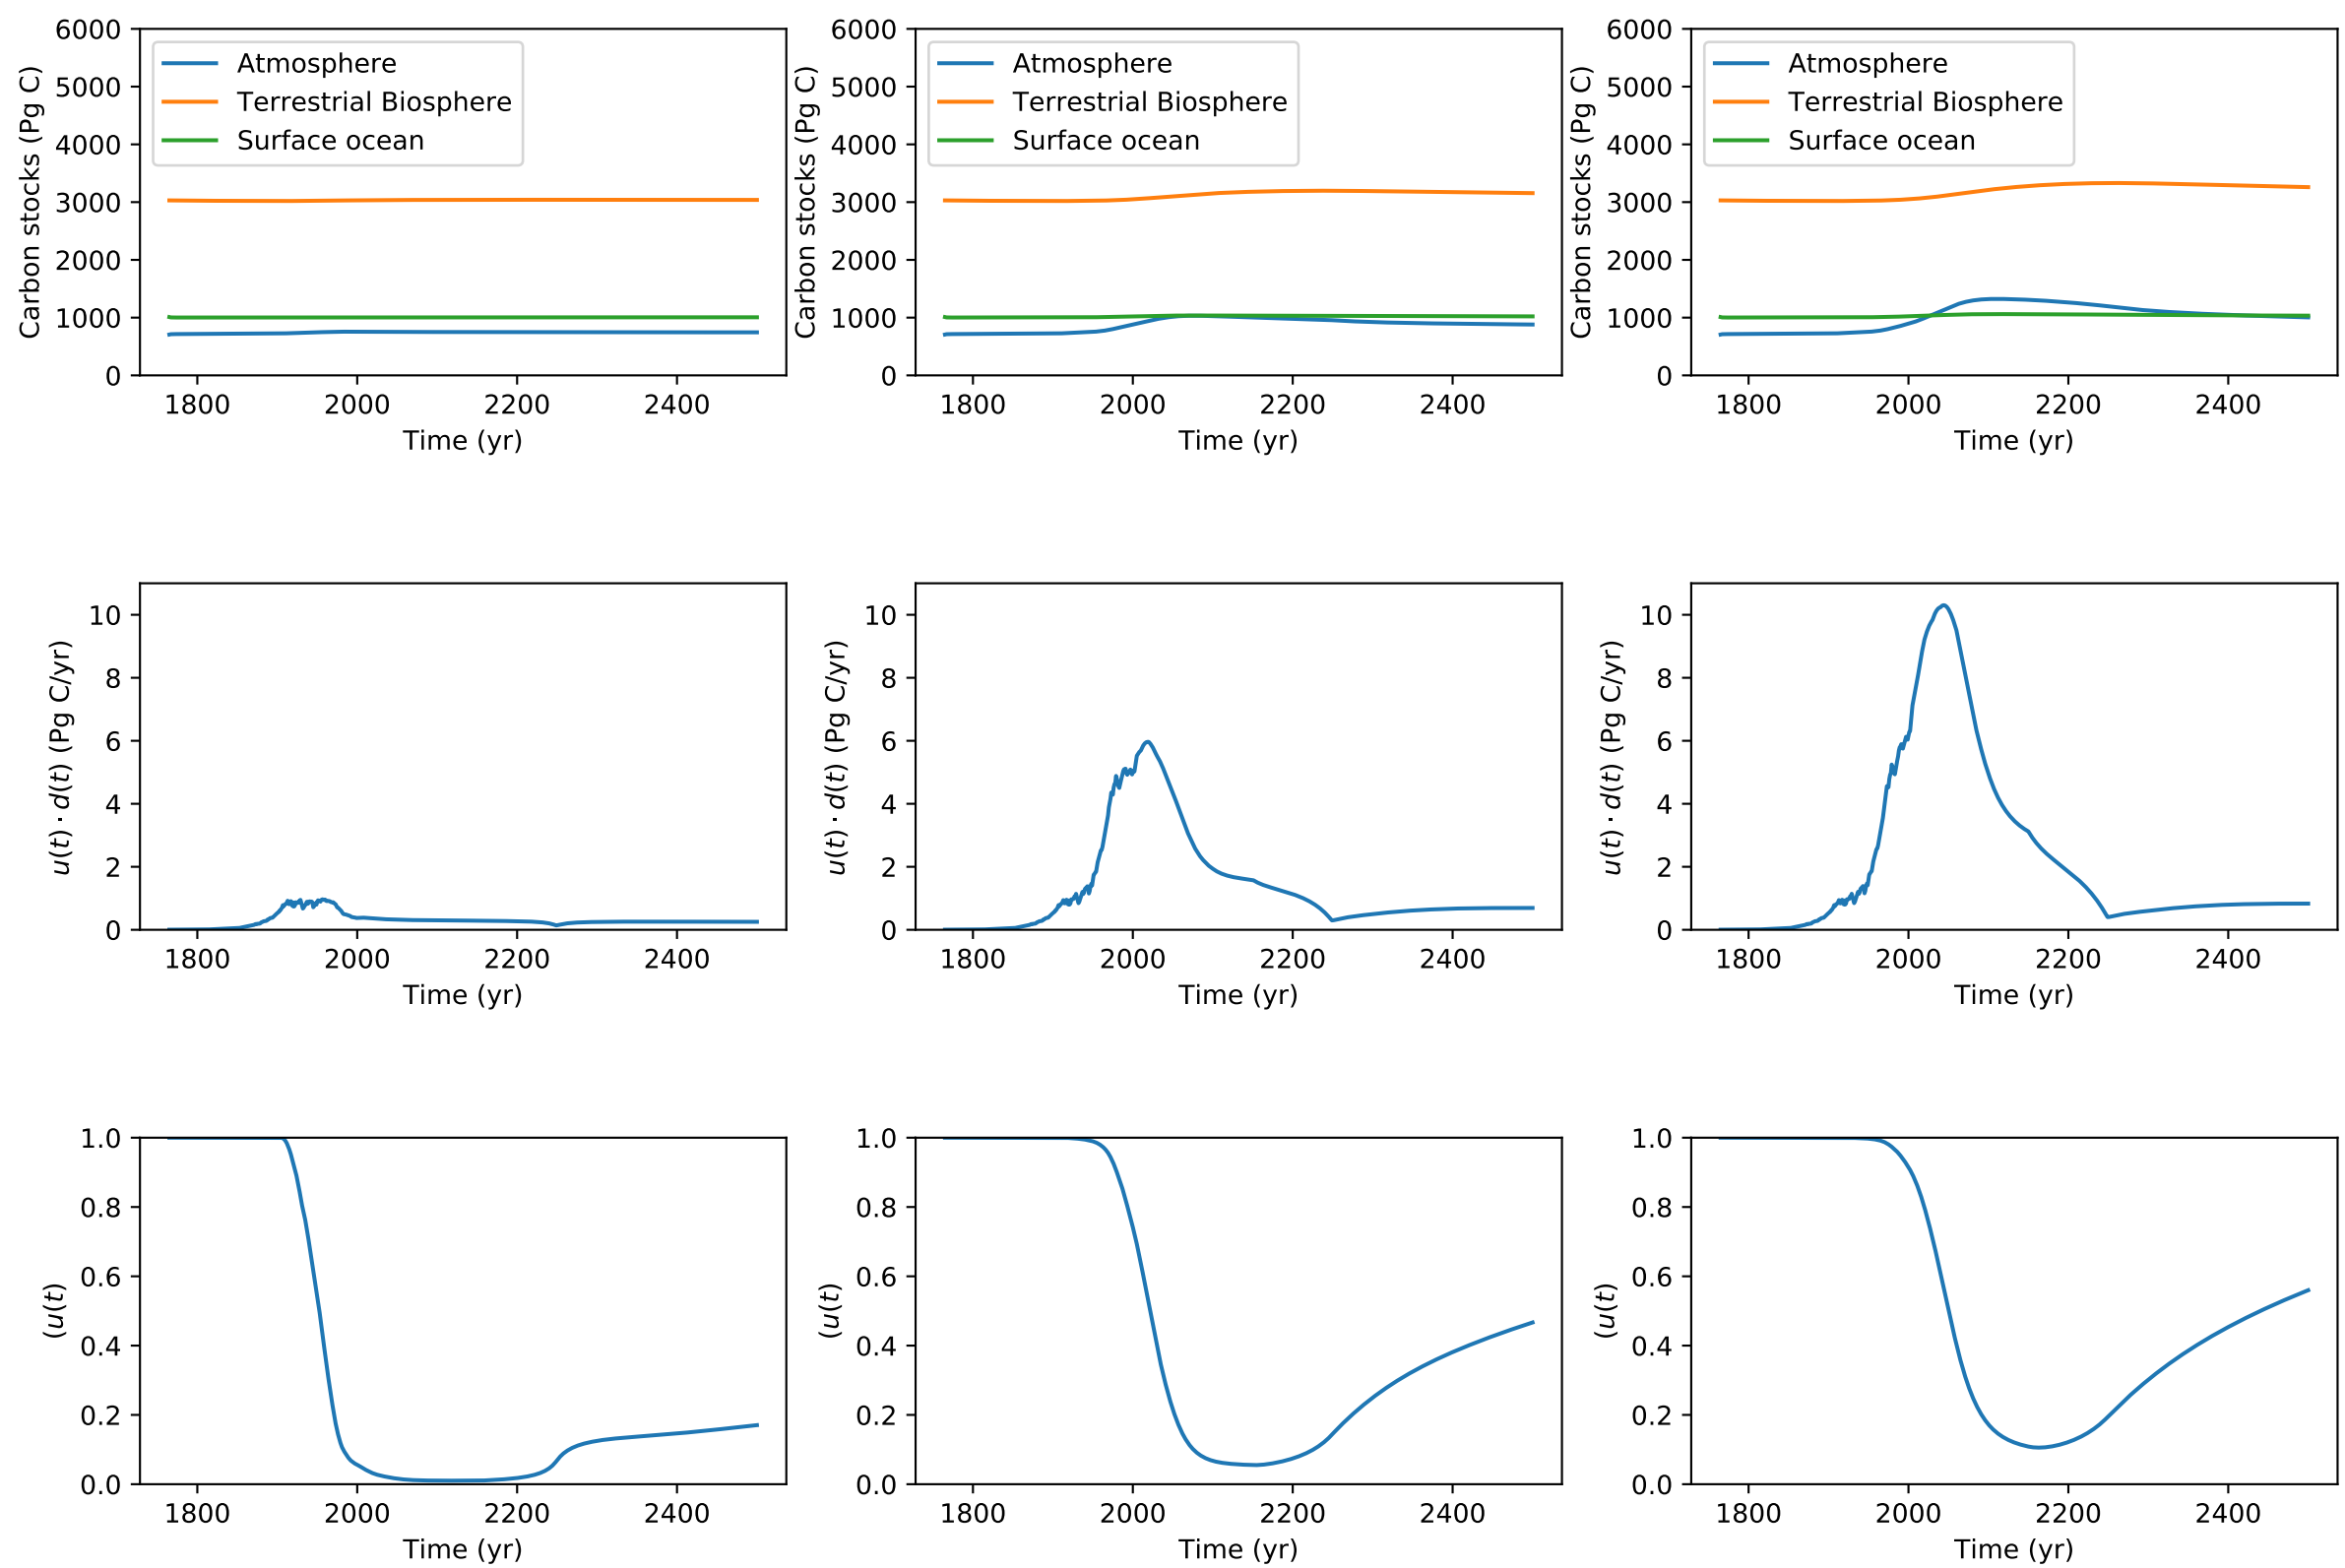 6000
5000
4000
3000
2000
1000
0
Carbon stocks (Pg C)
Atmosphere
Terrestrial Biosphere
Surface ocean
1800 2000 2200 2400
Time (yr)
6000
5000
4000
3000
2000
1000
0
Carbon stocks (Pg C)
Atmosphere
Terrestrial Biosphere
Surface ocean
1800 2000 2200 2400
Time (yr)
6000
5000
4000
3000
2000
1000
0
Carbon stocks (Pg C)
Atmosphere
Terrestrial Biosphere
Surface ocean
1800 2000 2200 2400
Time (yr)
10
8
6
4
2
0
u(t) · d(t) (Pg C/yr)
1800 2000 2200 2400
Time (yr)
10
8
6
4
2
0
u(t) · d(t) (Pg C/yr)
1800 2000 2200 2400
Time (yr)
10
8
6
4
2
0
u(t) · d(t) (Pg C/yr)
1800 2000 2200 2400
Time (yr)
1.0
0.8
0.6
0.4
0.2
0.0
(u(t)
1800 2000 2200 2400
Time (yr)
1.0
0.8
0.6
0.4
0.2
0.0
(u(t)
1800 2000 2200 2400
Time (yr)
1.0
0.8
0.6
0.4
0.2
0.0
(u(t)
1800 2000 2200 2400
Time (yr)